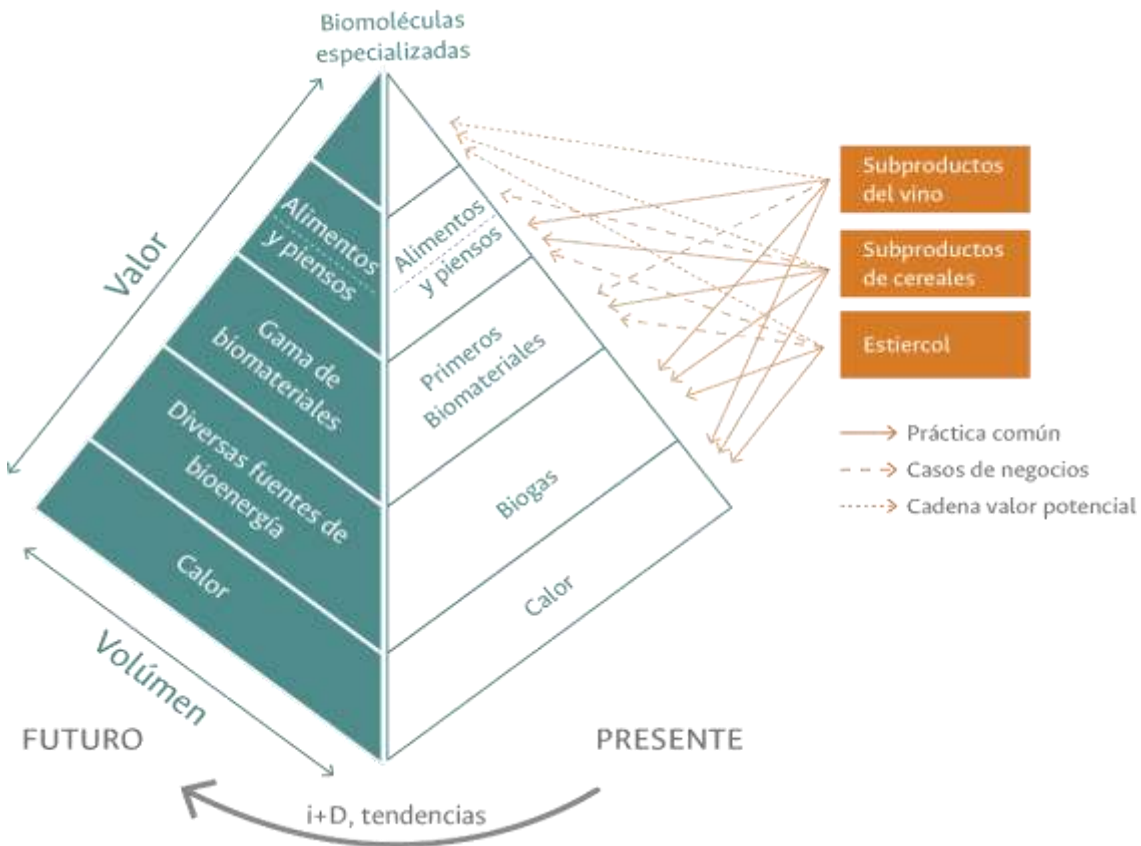 Biomoléculas
especializadas
Valor
Alimentos
y piensos
Gama de
biomateriales
Diversas fuentes de
bioenergía
Calor
Volúmen
Alimentos
y piensos
Primeros
Biomateriales
Biogas
Calor
Subproductos
del vino
Subproductos
de cereales
Estiercol
Práctica común
Casos de negocios
Cadena valor potencial
FUTURO
PRESENTE
i+D, tendencias